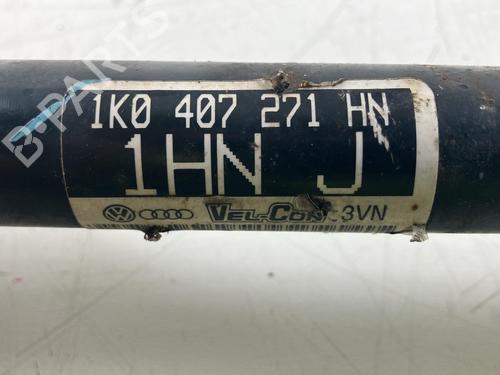 B-PARTS
1K0 407 271 HN
1HN J
VEL-CON 3VN